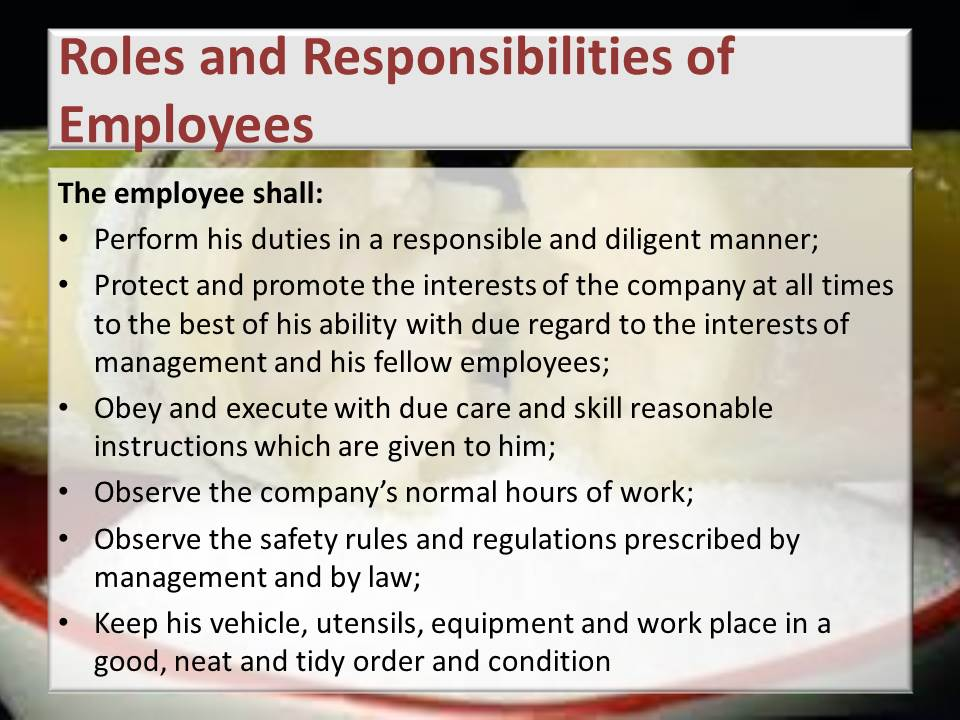 Roles and Responsibilities of
Employees
The employee shall:
• Perform his duties in a responsible and diligent manner;
• Protect and promote the interests of the company at all times
to the best of his ability with due regard to the interests of
management and his fellow employees;
• Obey and execute with due care and skill reasonable
instructions which are given to him;
• Observe the company’s normal hours of work;
• Observe the safety rules and regulations prescribed by
management and by law;
• Keep his vehicle, utensils, equipment and work place in a
good, neat and tidy order and condition